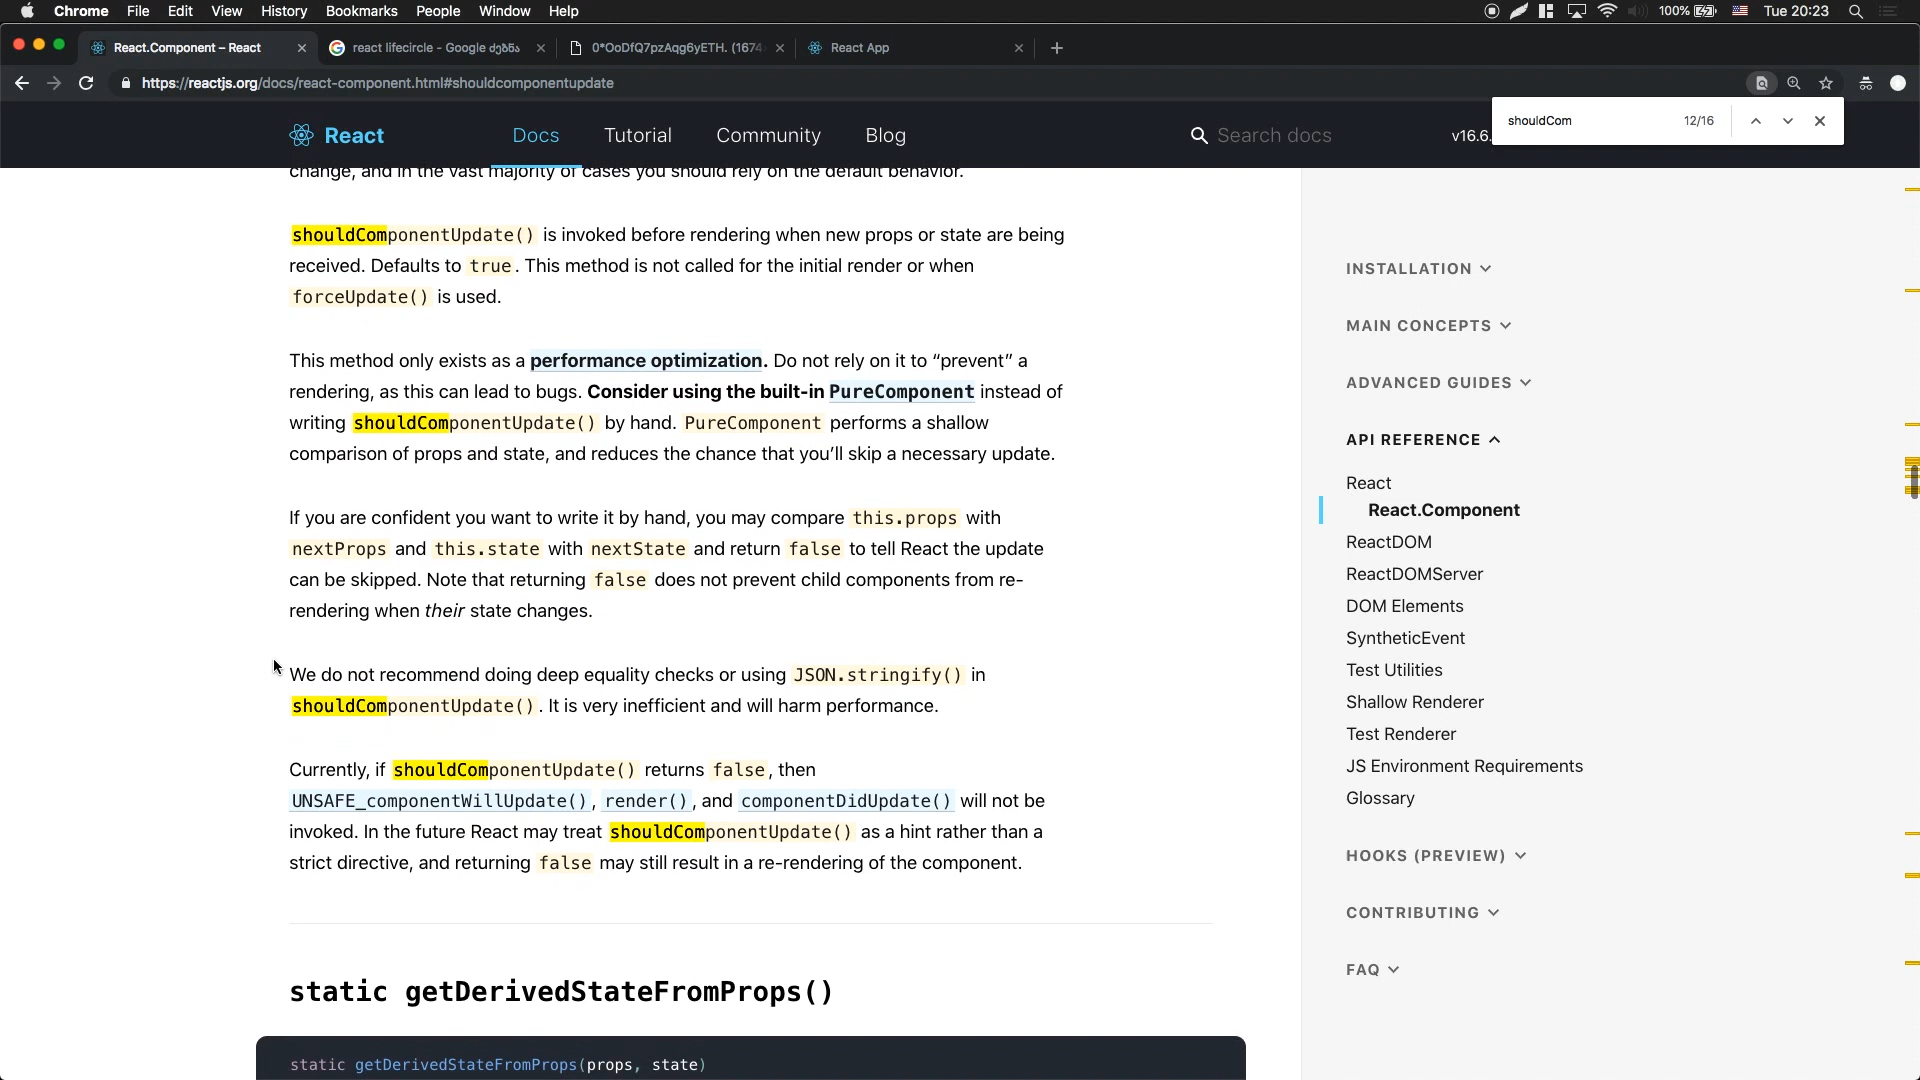 Chrome File Edit View History Bookmarks People Window Help
100% Tue 20:23
React.Component – React
react lifecircle - Google ძებნა
0*OoDfQ7pzAqg6yETH. (1674
React App
https://reactjs.org/docs/react-component.html#shouldcomponentupdate
shouldCom 12/16
React Docs Tutorial Community Blog Search docs v16.6.
change, and in the vast majority of cases you should rely on the default behavior.
shouldComponentUpdate() is invoked before rendering when new props or state are being
received. Defaults to true. This method is not called for the initial render or when
forceUpdate() is used.
This method only exists as a performance optimization. Do not rely on it to “prevent” a
rendering, as this can lead to bugs. Consider using the built-in PureComponent instead of
writing shouldComponentUpdate() by hand. PureComponent performs a shallow
comparison of props and state, and reduces the chance that you’ll skip a necessary update.
If you are confident you want to write it by hand, you may compare this.props with
nextProps and this.state with nextState and return false to tell React the update
can be skipped. Note that returning false does not prevent child components from re-
rendering when their state changes.
We do not recommend doing deep equality checks or using JSON.stringify() in
shouldComponentUpdate(). It is very inefficient and will harm performance.
Currently, if shouldComponentUpdate() returns false, then
UNSAFE_componentWillUpdate(), render(), and componentDidUpdate() will not be
invoked. In the future React may treat shouldComponentUpdate() as a hint rather than a
strict directive, and returning false may still result in a re-rendering of the component.
static getDerivedStateFromProps()
static getDerivedStateFromProps(props, state)
INSTALLATION
MAIN CONCEPTS
ADVANCED GUIDES
API REFERENCE
React
React.Component
ReactDOM
ReactDOMServer
DOM Elements
SyntheticEvent
Test Utilities
Shallow Renderer
Test Renderer
JS Environment Requirements
Glossary
HOOKS (PREVIEW)
CONTRIBUTING
FAQ